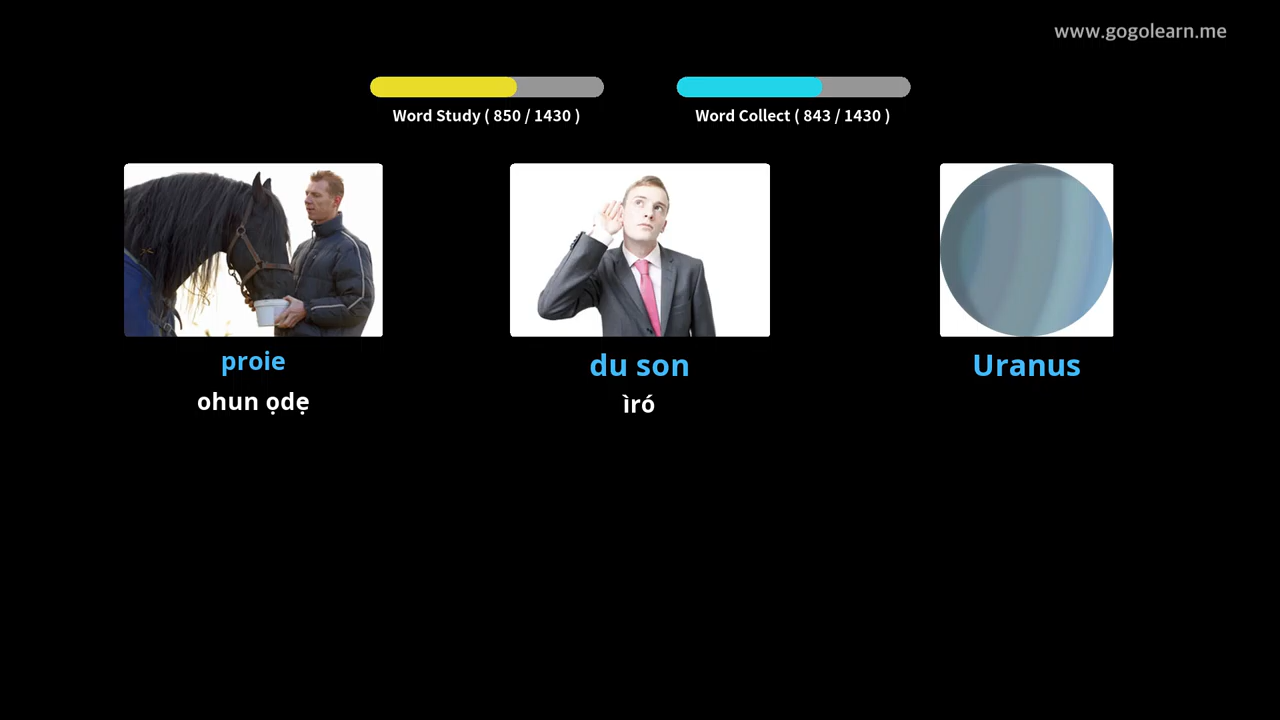 www.gogolearn.me
Word Study ( 850 / 1430 )
Word Collect ( 843 / 1430 )
proie
ohun ọdẹ
du son
ìró
Uranus